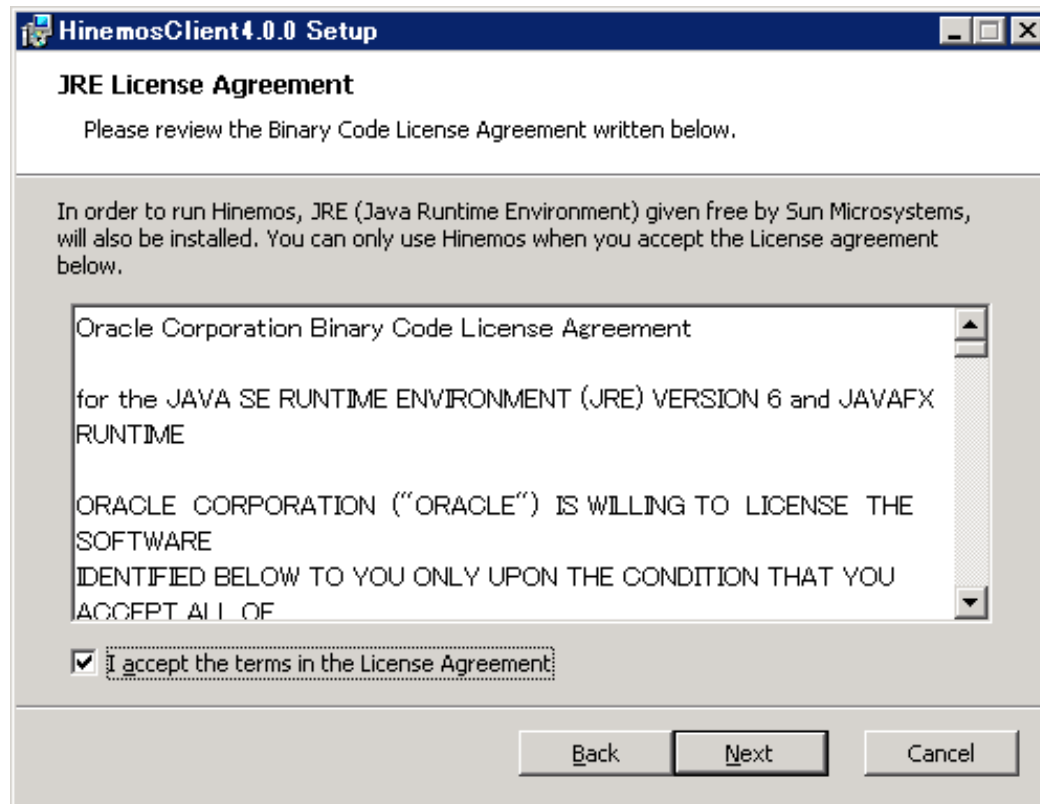 HinemosClient4.0.0 Setup
JRE License Agreement
Please review the Binary Code License Agreement written below.
In order to run Hinemos, JRE (Java Runtime Environment) given free by Sun Microsystems,
will also be installed. You can only use Hinemos when you accept the License agreement
below.
Oracle Corporation Binary Code License Agreement
for the JAVA SE RUNTIME ENVIRONMENT (JRE) VERSION 6 and JAVAFX
RUNTIME
ORACLE CORPORATION ("ORACLE") IS WILLING TO LICENSE THE
SOFTWARE
IDENTIFIED BELOW TO YOU ONLY UPON THE CONDITION THAT YOU
ACCEPT ALL OF
I accept the terms in the License Agreement
Back Next Cancel